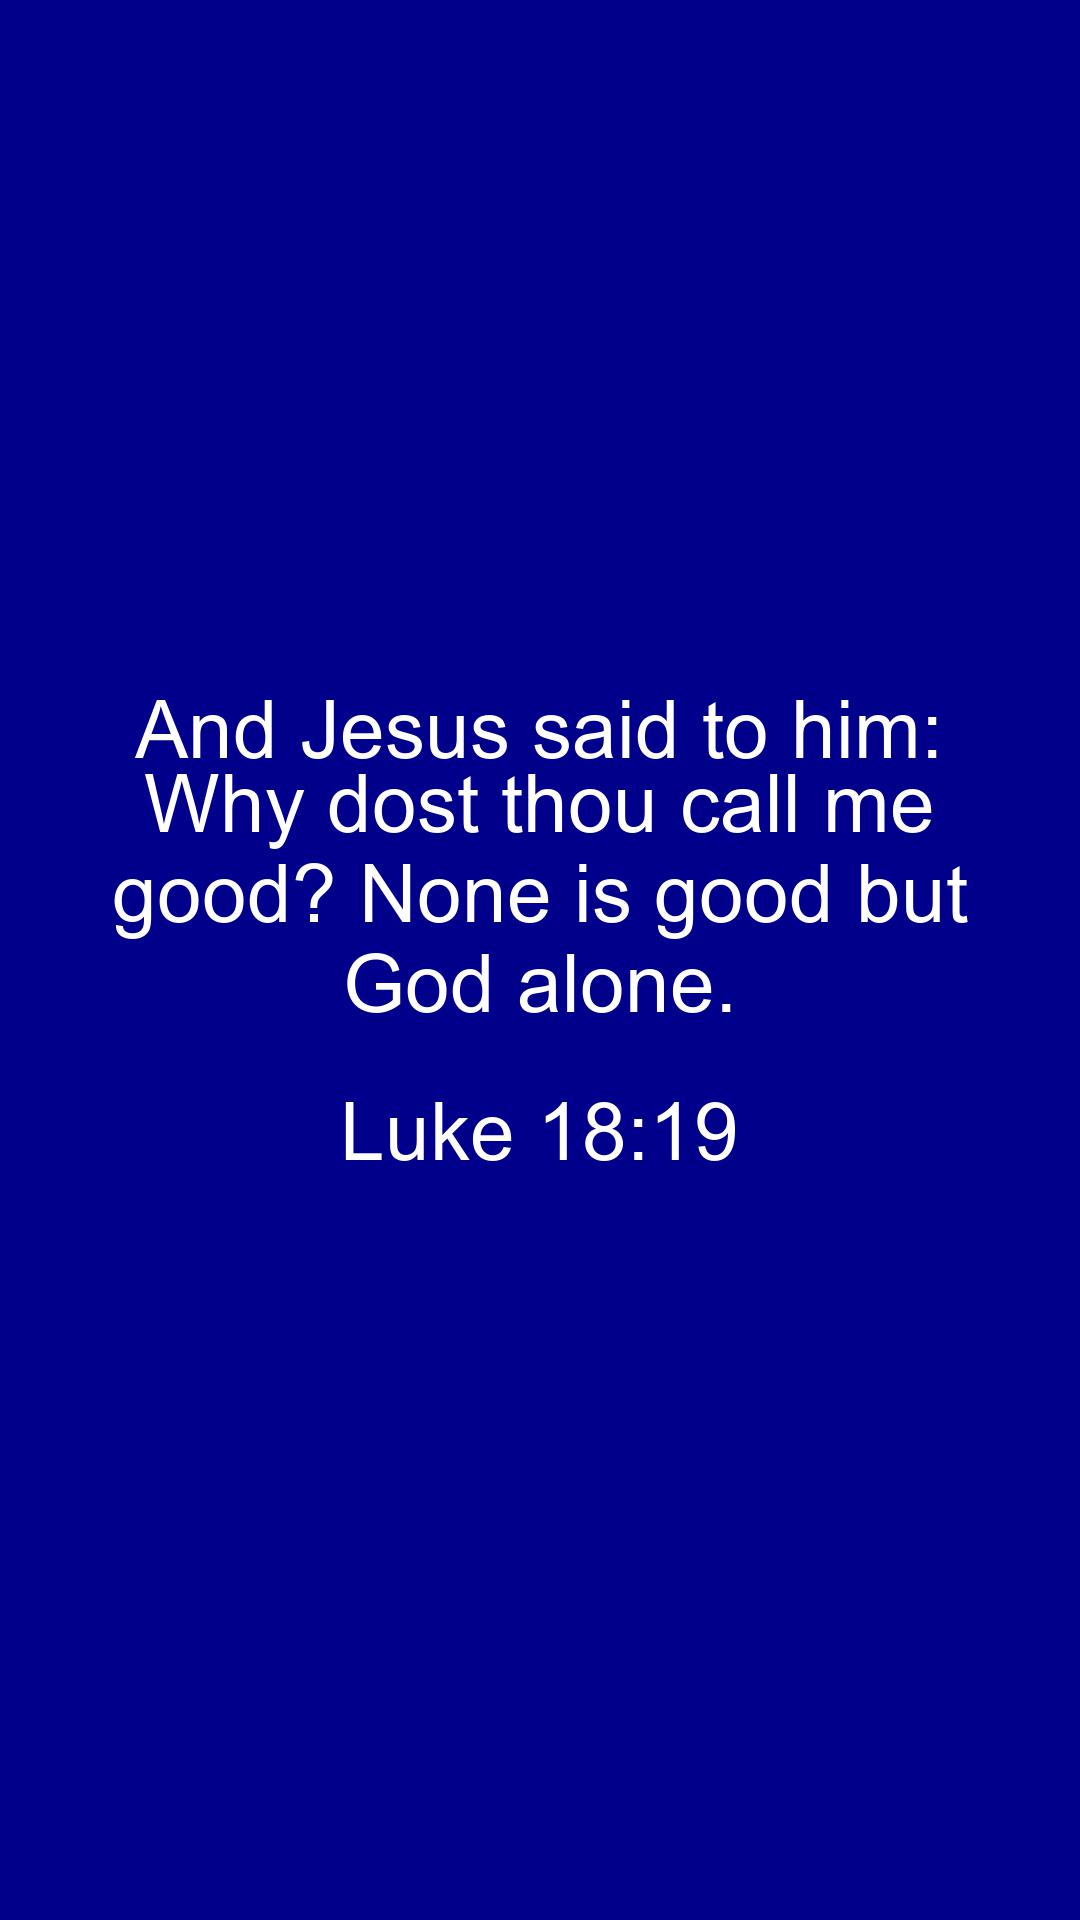 And Jesus said to him:
Why dost thou call me
good? None is good but
God alone.
Luke 18:19